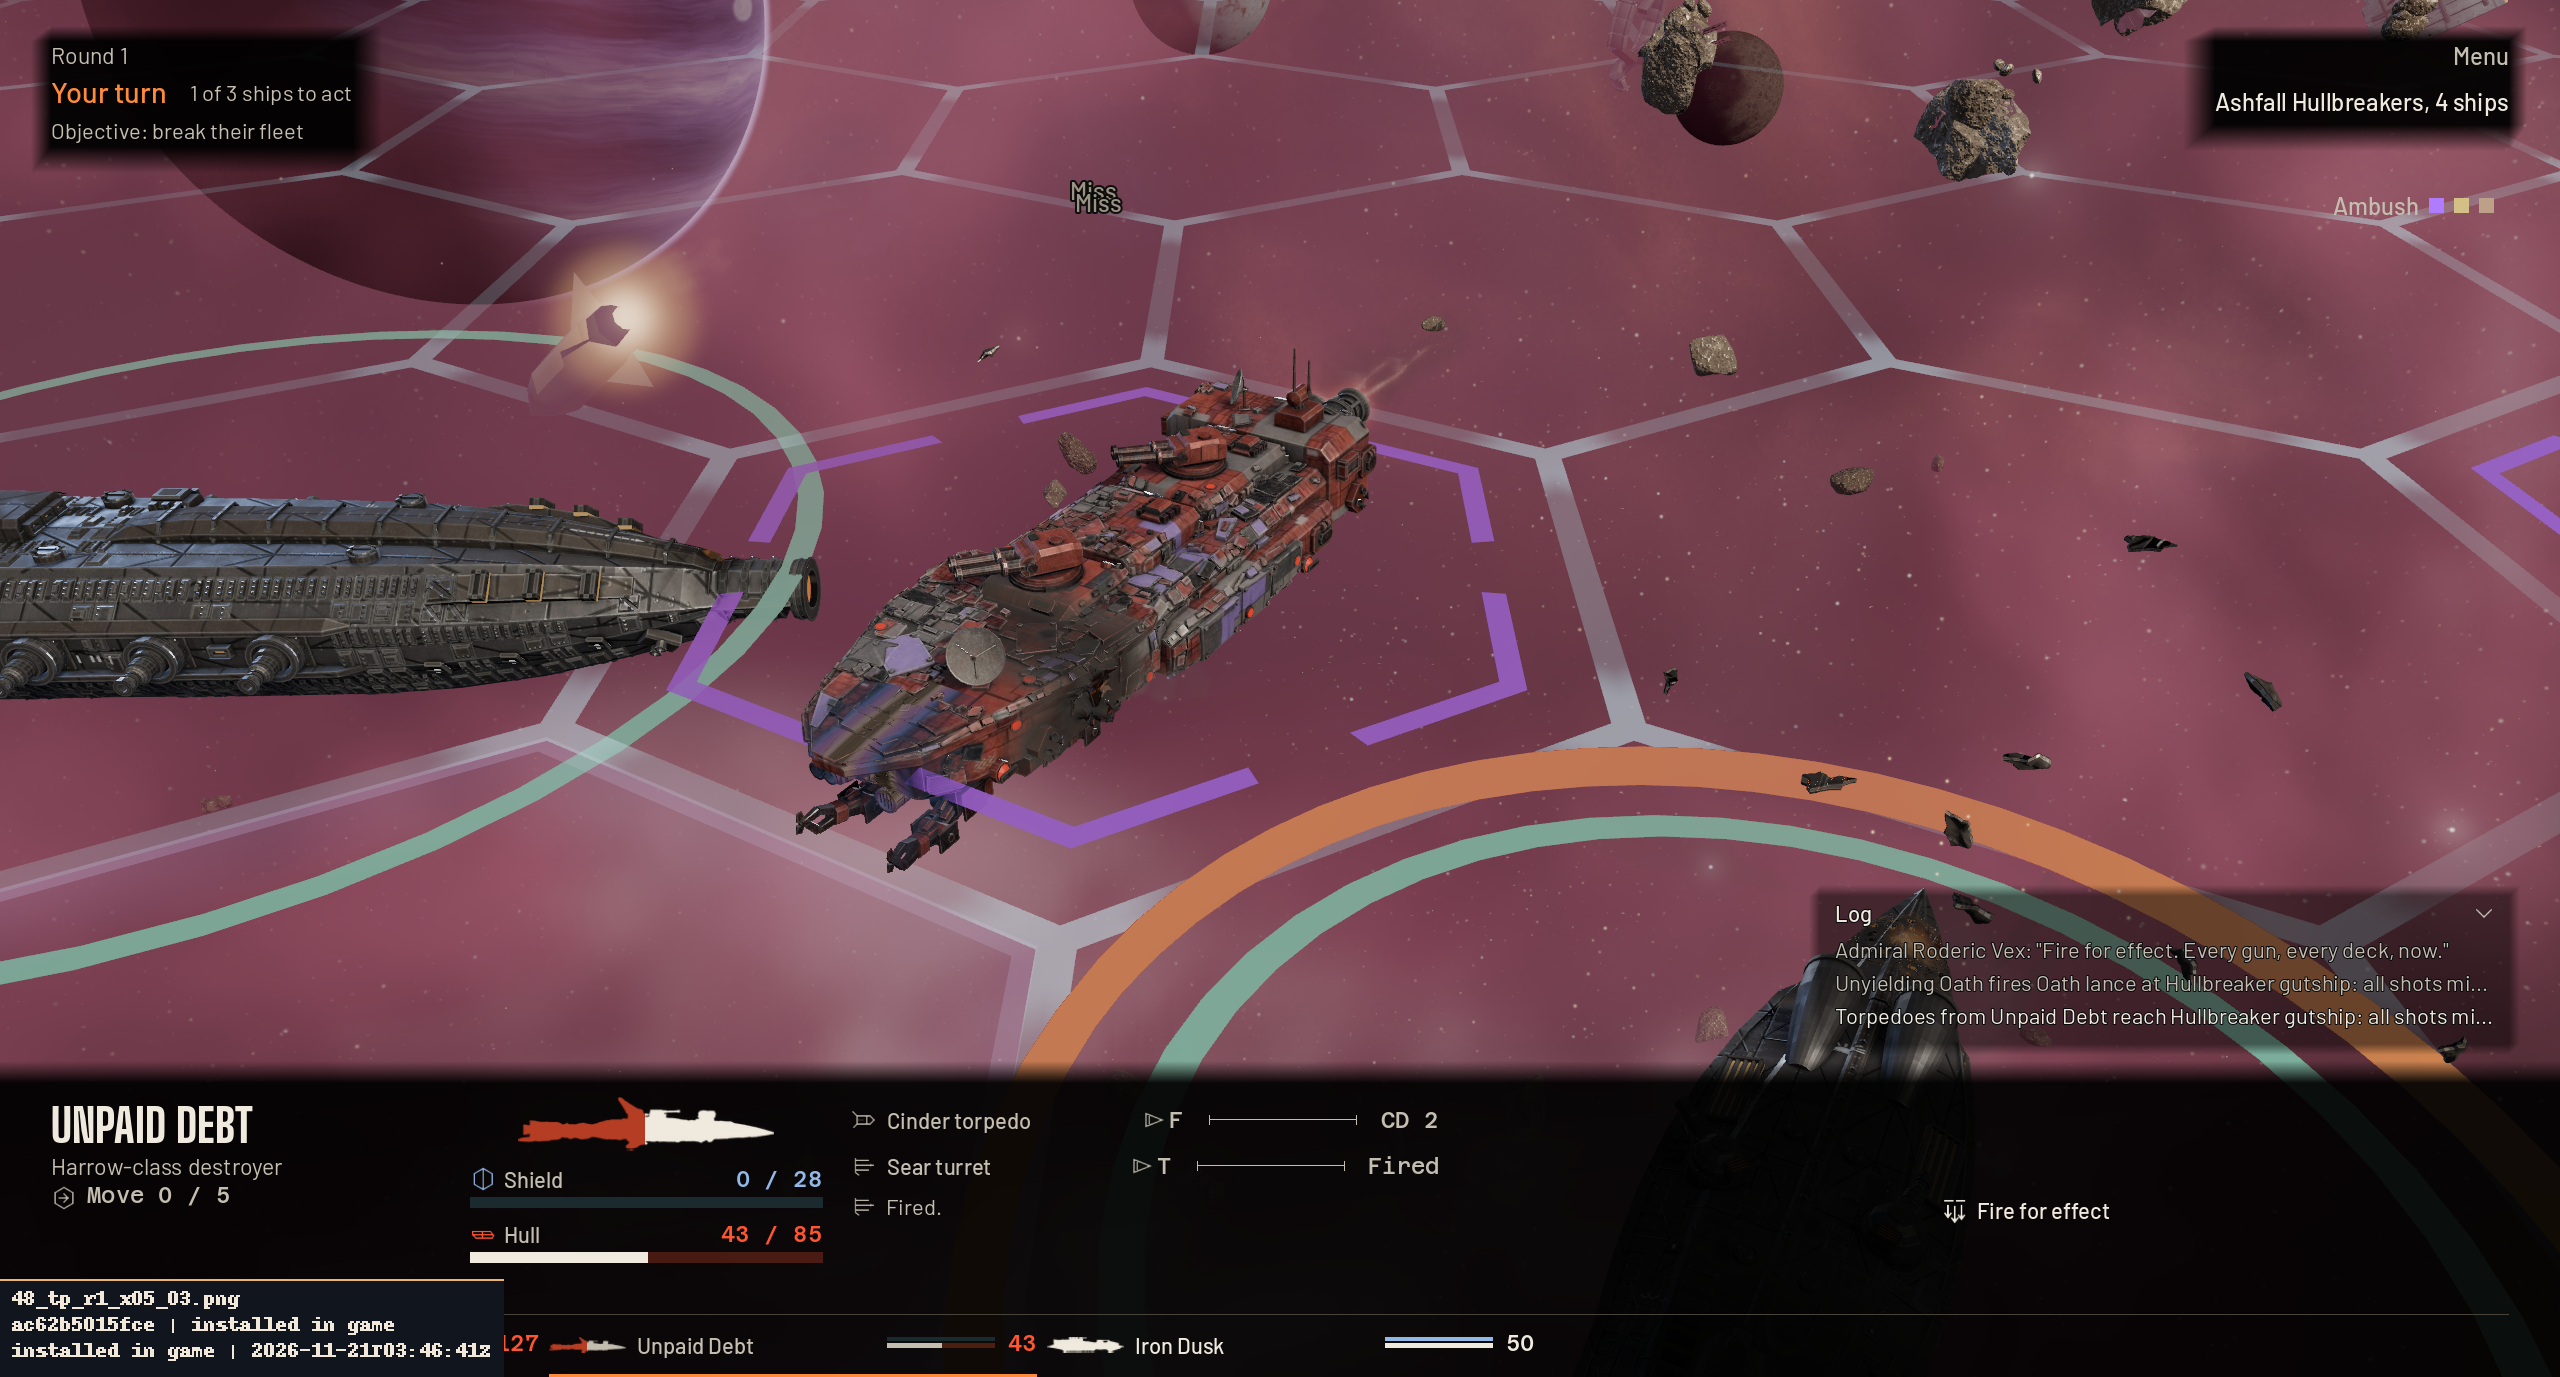 Round 1
Your turn 1 of 3 ships to act
Objective: break their fleet
Menu
Ashfall Hullbreakers, 4 ships
Ambush
Miss
Miss
Log
Admiral Roderic Vex: "Fire for effect. Every gun, every deck, now."
Unyielding Oath fires Oath lance at Hullbreaker gutship: all shots mi...
Torpedoes from Unpaid Debt reach Hullbreaker gutship: all shots mi...
UNPAID DEBT
Harrow-class destroyer
Move 0 / 5
Shield 0 / 28
Hull 43 / 85
Cinder torpedo F CD 2
Sear turret T Fired
Fired.
Fire for effect
48_tp_r1_x05_03.png
ac62b5015fce | installed in game
installed in game | 2026-11-21T03:46:41Z
127 Unpaid Debt 43 Iron Dusk 50